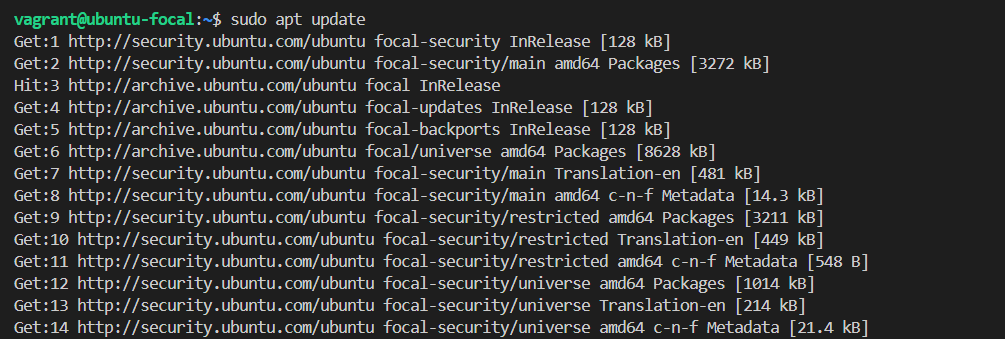 vagrant@ubuntu-focal:~$ sudo apt update
Get:1 http://security.ubuntu.com/ubuntu focal-security InRelease [128 kB]
Get:2 http://security.ubuntu.com/ubuntu focal-security/main amd64 Packages [3272 kB]
Hit:3 http://archive.ubuntu.com/ubuntu focal InRelease
Get:4 http://archive.ubuntu.com/ubuntu focal-updates InRelease [128 kB]
Get:5 http://archive.ubuntu.com/ubuntu focal-backports InRelease [128 kB]
Get:6 http://archive.ubuntu.com/ubuntu focal/universe amd64 Packages [8628 kB]
Get:7 http://security.ubuntu.com/ubuntu focal-security/main Translation-en [481 kB]
Get:8 http://security.ubuntu.com/ubuntu focal-security/main amd64 c-n-f Metadata [14.3 kB]
Get:9 http://security.ubuntu.com/ubuntu focal-security/restricted amd64 Packages [3211 kB]
Get:10 http://security.ubuntu.com/ubuntu focal-security/restricted Translation-en [449 kB]
Get:11 http://security.ubuntu.com/ubuntu focal-security/restricted amd64 c-n-f Metadata [548 B]
Get:12 http://security.ubuntu.com/ubuntu focal-security/universe amd64 Packages [1014 kB]
Get:13 http://security.ubuntu.com/ubuntu focal-security/universe Translation-en [214 kB]
Get:14 http://security.ubuntu.com/ubuntu focal-security/universe amd64 c-n-f Metadata [21.4 kB]